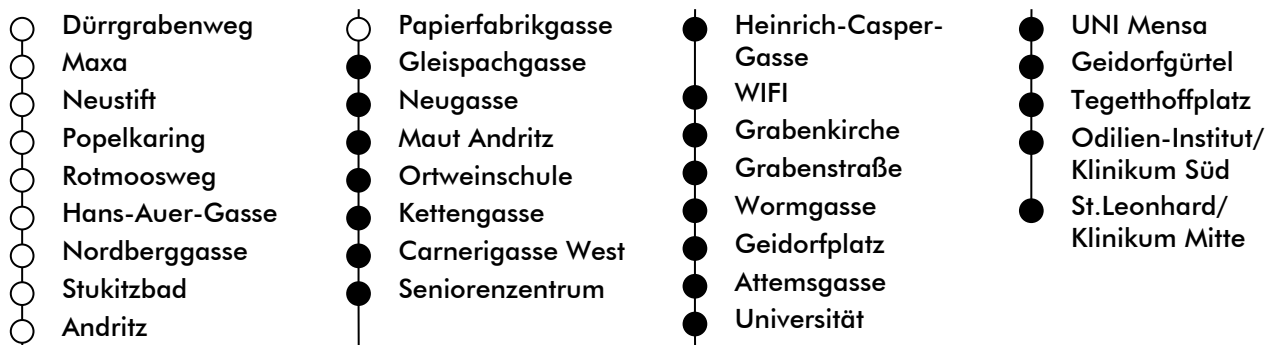 Dürrgrabenweg
Maxa
Neustift
Popelkaring
Rotmoosweg
Hans-Auer-Gasse
Nordberggasse
Stukitzbad
Andritz
Papierfabrikgasse
Gleispachgasse
Neugasse
Maut Andritz
Ortweinschule
Kettengasse
Carnerigasse West
Seniorenzentrum
Heinrich-Casper-
Gasse
WIFI
Grabenkirche
Grabenstraße
Wormgasse
Geidorfplatz
Attemsgasse
Universität
UNI Mensa
Geidorfgürtel
Tegetthoffplatz
Odilien-Institut/
Klinikum Süd
St.Leonhard/
Klinikum Mitte